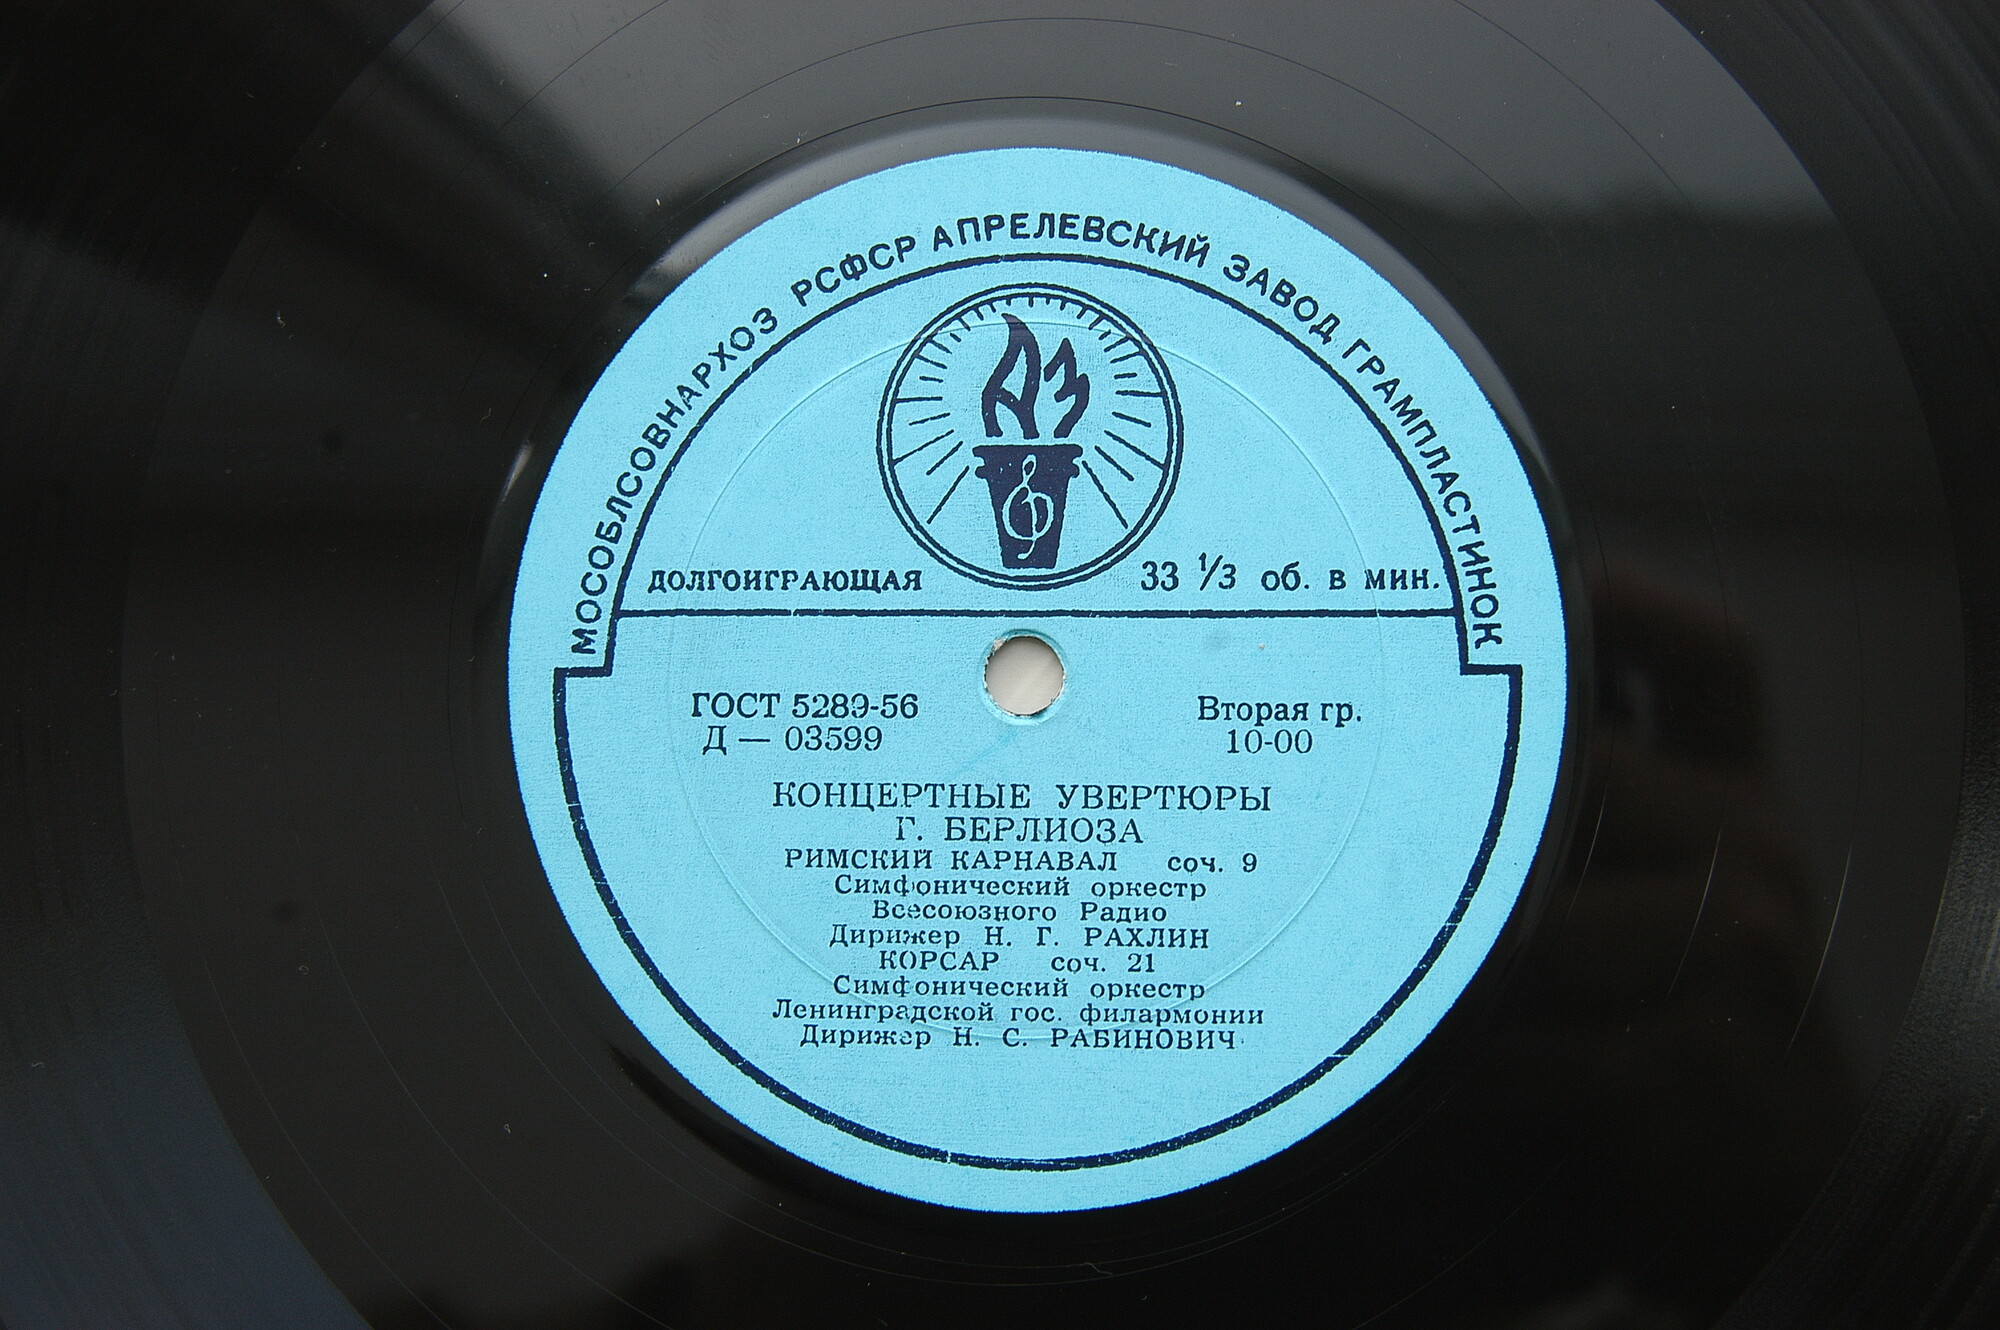 МОСОБЛСОВНАРХОЗ РСФСР АПРЕЛЕВСКИЙ ЗАВОД ГРАМПЛАСТИНОК
АЗ
ДОЛГОИГРАЮЩАЯ 33 1/3 об. в мин.
ГОСТ 5289-56 Вторая гр.
Д — 03599 10-00
КОНЦЕРТНЫЕ УВЕРТЮРЫ
Г. БЕРЛИОЗА
РИМСКИЙ КАРНАВАЛ соч. 9
Симфонический оркестр
Всесоюзного Радио
Дирижер Н. Г. РАХЛИН
КОРСАР соч. 21
Симфонический оркестр
Ленинградской гос. филармонии
Дирижер Н. С. РАБИНОВИЧ